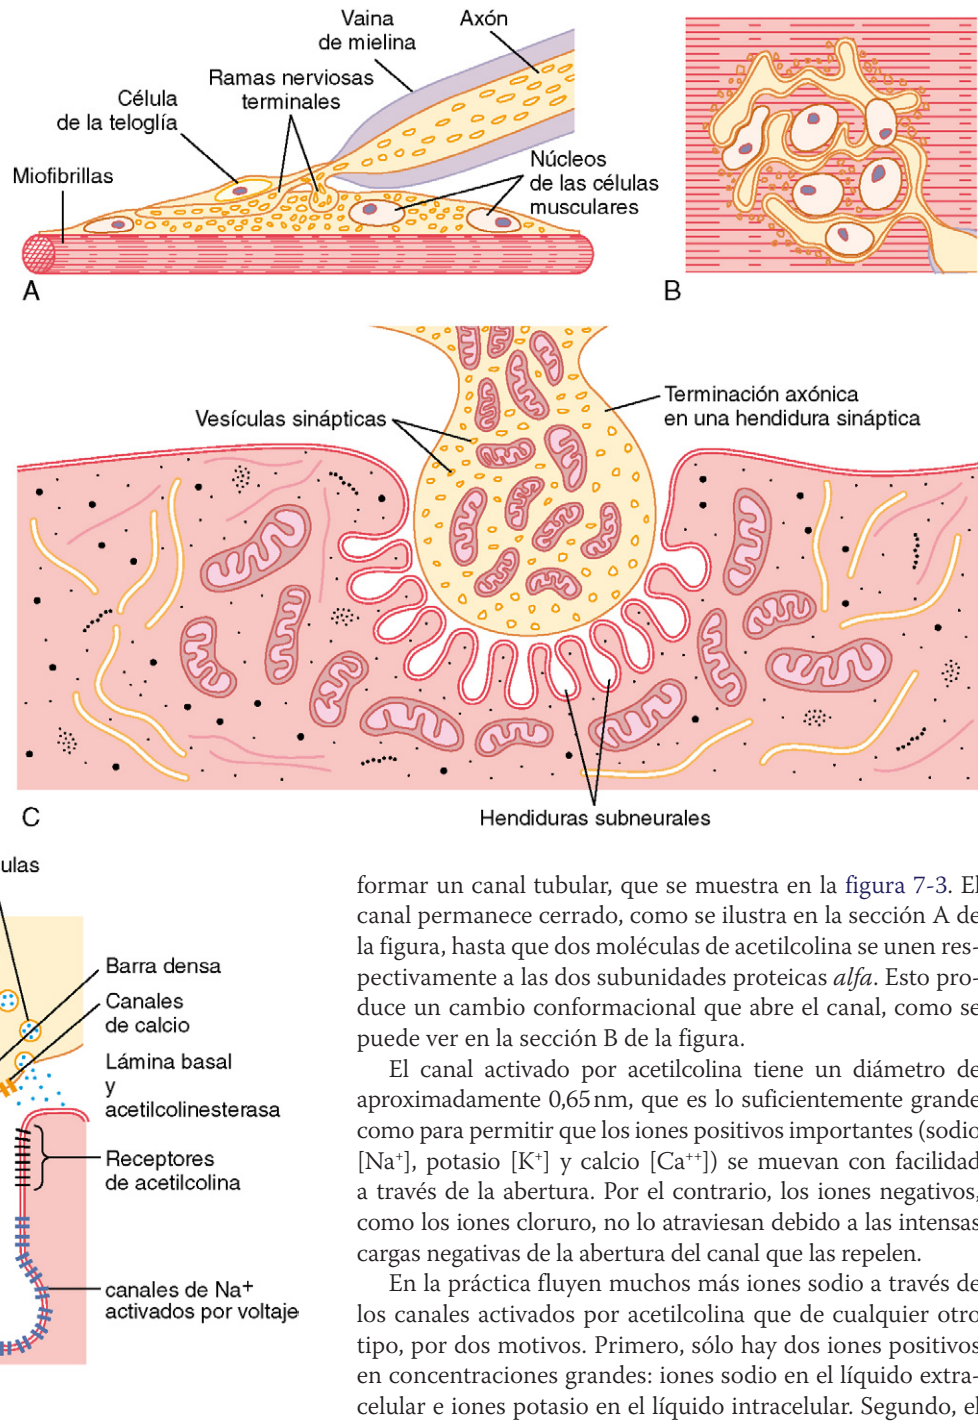 Vaina
de mielina
Axón
Ramas nerviosas
terminales
Célula
de la teloglía
Miofibrillas
Núcleos
de las células
musculares
A
B
Vesículas sinápticas
Terminación axónica
en una hendidura sináptica
C
Hendiduras subneurales
ulas
Barra densa
Canales
de calcio
Lámina basal
y
acetilcolinesterasa
Receptores
de acetilcolina
canales de Na+
activados por voltaje
formar un canal tubular, que se muestra en la figura 7-3. El
canal permanece cerrado, como se ilustra en la sección A de
la figura, hasta que dos moléculas de acetilcolina se unen res-
pectivamente a las dos subunidades proteicas alfa. Esto pro-
duce un cambio conformacional que abre el canal, como se
puede ver en la sección B de la figura.
El canal activado por acetilcolina tiene un diámetro de
aproximadamente 0,65 nm, que es lo suficientemente grande
como para permitir que los iones positivos importantes (sodio
[Na⁺], potasio [K⁺] y calcio [Ca⁺⁺]) se muevan con facilidad
a través de la abertura. Por el contrario, los iones negativos,
como los iones cloruro, no lo atraviesan debido a las intensas
cargas negativas de la abertura del canal que las repelen.
En la práctica fluyen muchos más iones sodio a través de
los canales activados por acetilcolina que de cualquier otro
tipo, por dos motivos. Primero, sólo hay dos iones positivos
en concentraciones grandes: iones sodio en el líquido extra-
celular e iones potasio en el líquido intracelular. Segundo, el